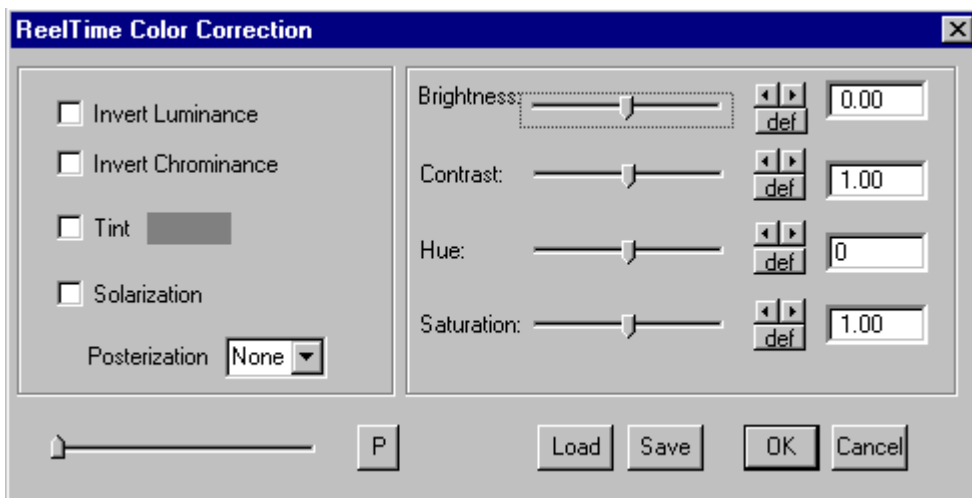 ReelTime Color Correction
Invert Luminance
Invert Chrominance
Tint
Solarization
Posterization None
Brightness: def 0.00
Contrast: def 1.00
Hue: def 0
Saturation: def 1.00
P Load Save OK Cancel